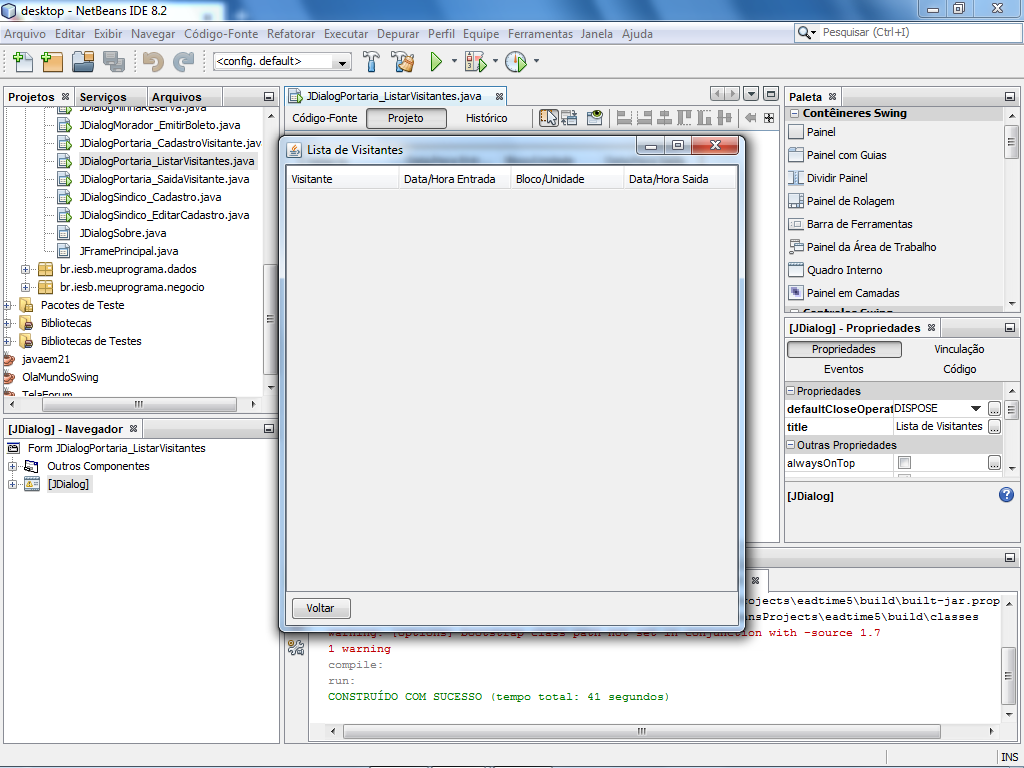 desktop - NetBeans IDE 8.2
Arquivo Editar Exibir Navegar Código-Fonte Refatorar Executar Depurar Perfil Equipe Ferramentas Janela Ajuda
Pesquisar (Ctrl+I)
<config. default>
Projetos Serviços Arquivos
JDialogMinhaReserva.java
JDialogMorador_EmitirBoleto.java
JDialogPortaria_CadastroVisitante.java
JDialogPortaria_ListarVisitantes.java
JDialogPortaria_SaidaVisitante.java
JDialogSindico_Cadastro.java
JDialogSindico_EditarCadastro.java
JDialogSobre.java
JFramePrincipal.java
br.iesb.meuprograma.dados
br.iesb.meuprograma.negocio
Pacotes de Teste
Bibliotecas
Bibliotecas de Testes
javaem21
OlaMundoSwing
TelaForum
[JDialog] - Navegador
Form JDialogPortaria_ListarVisitantes
Outros Componentes
[JDialog]
JDialogPortaria_ListarVisitantes.java
Código-Fonte Projeto Histórico
Lista de Visitantes
Visitante Data/Hora Entrada Bloco/Unidade Data/Hora Saida
Voltar
Paleta
Contêineres Swing
Painel
Painel com Guias
Dividir Painel
Painel de Rolagem
Barra de Ferramentas
Painel da Área de Trabalho
Quadro Interno
Painel em Camadas
Controles Swing
[JDialog] - Propriedades
Propriedades Vinculação
Eventos Código
Propriedades
defaultCloseOperat DISPOSE
title Lista de Visitantes
Outras Propriedades
alwaysOnTop
[JDialog]
ojects\eadtime5\build\built-jar.prop
nsProjects\eadtime5\build\classes
warning: [options] bootstrap class path not set in conjunction with -source 1.7
1 warning
compile:
run:
CONSTRUÍDO COM SUCESSO (tempo total: 41 segundos)
INS